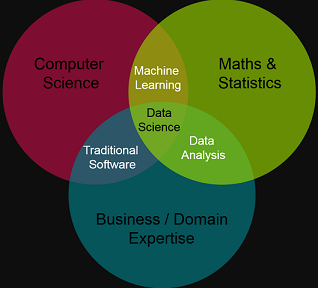 Computer
Science
Maths &
Statistics
Machine
Learning
Data
Science
Traditional
Software
Data
Analysis
Business / Domain
Expertise